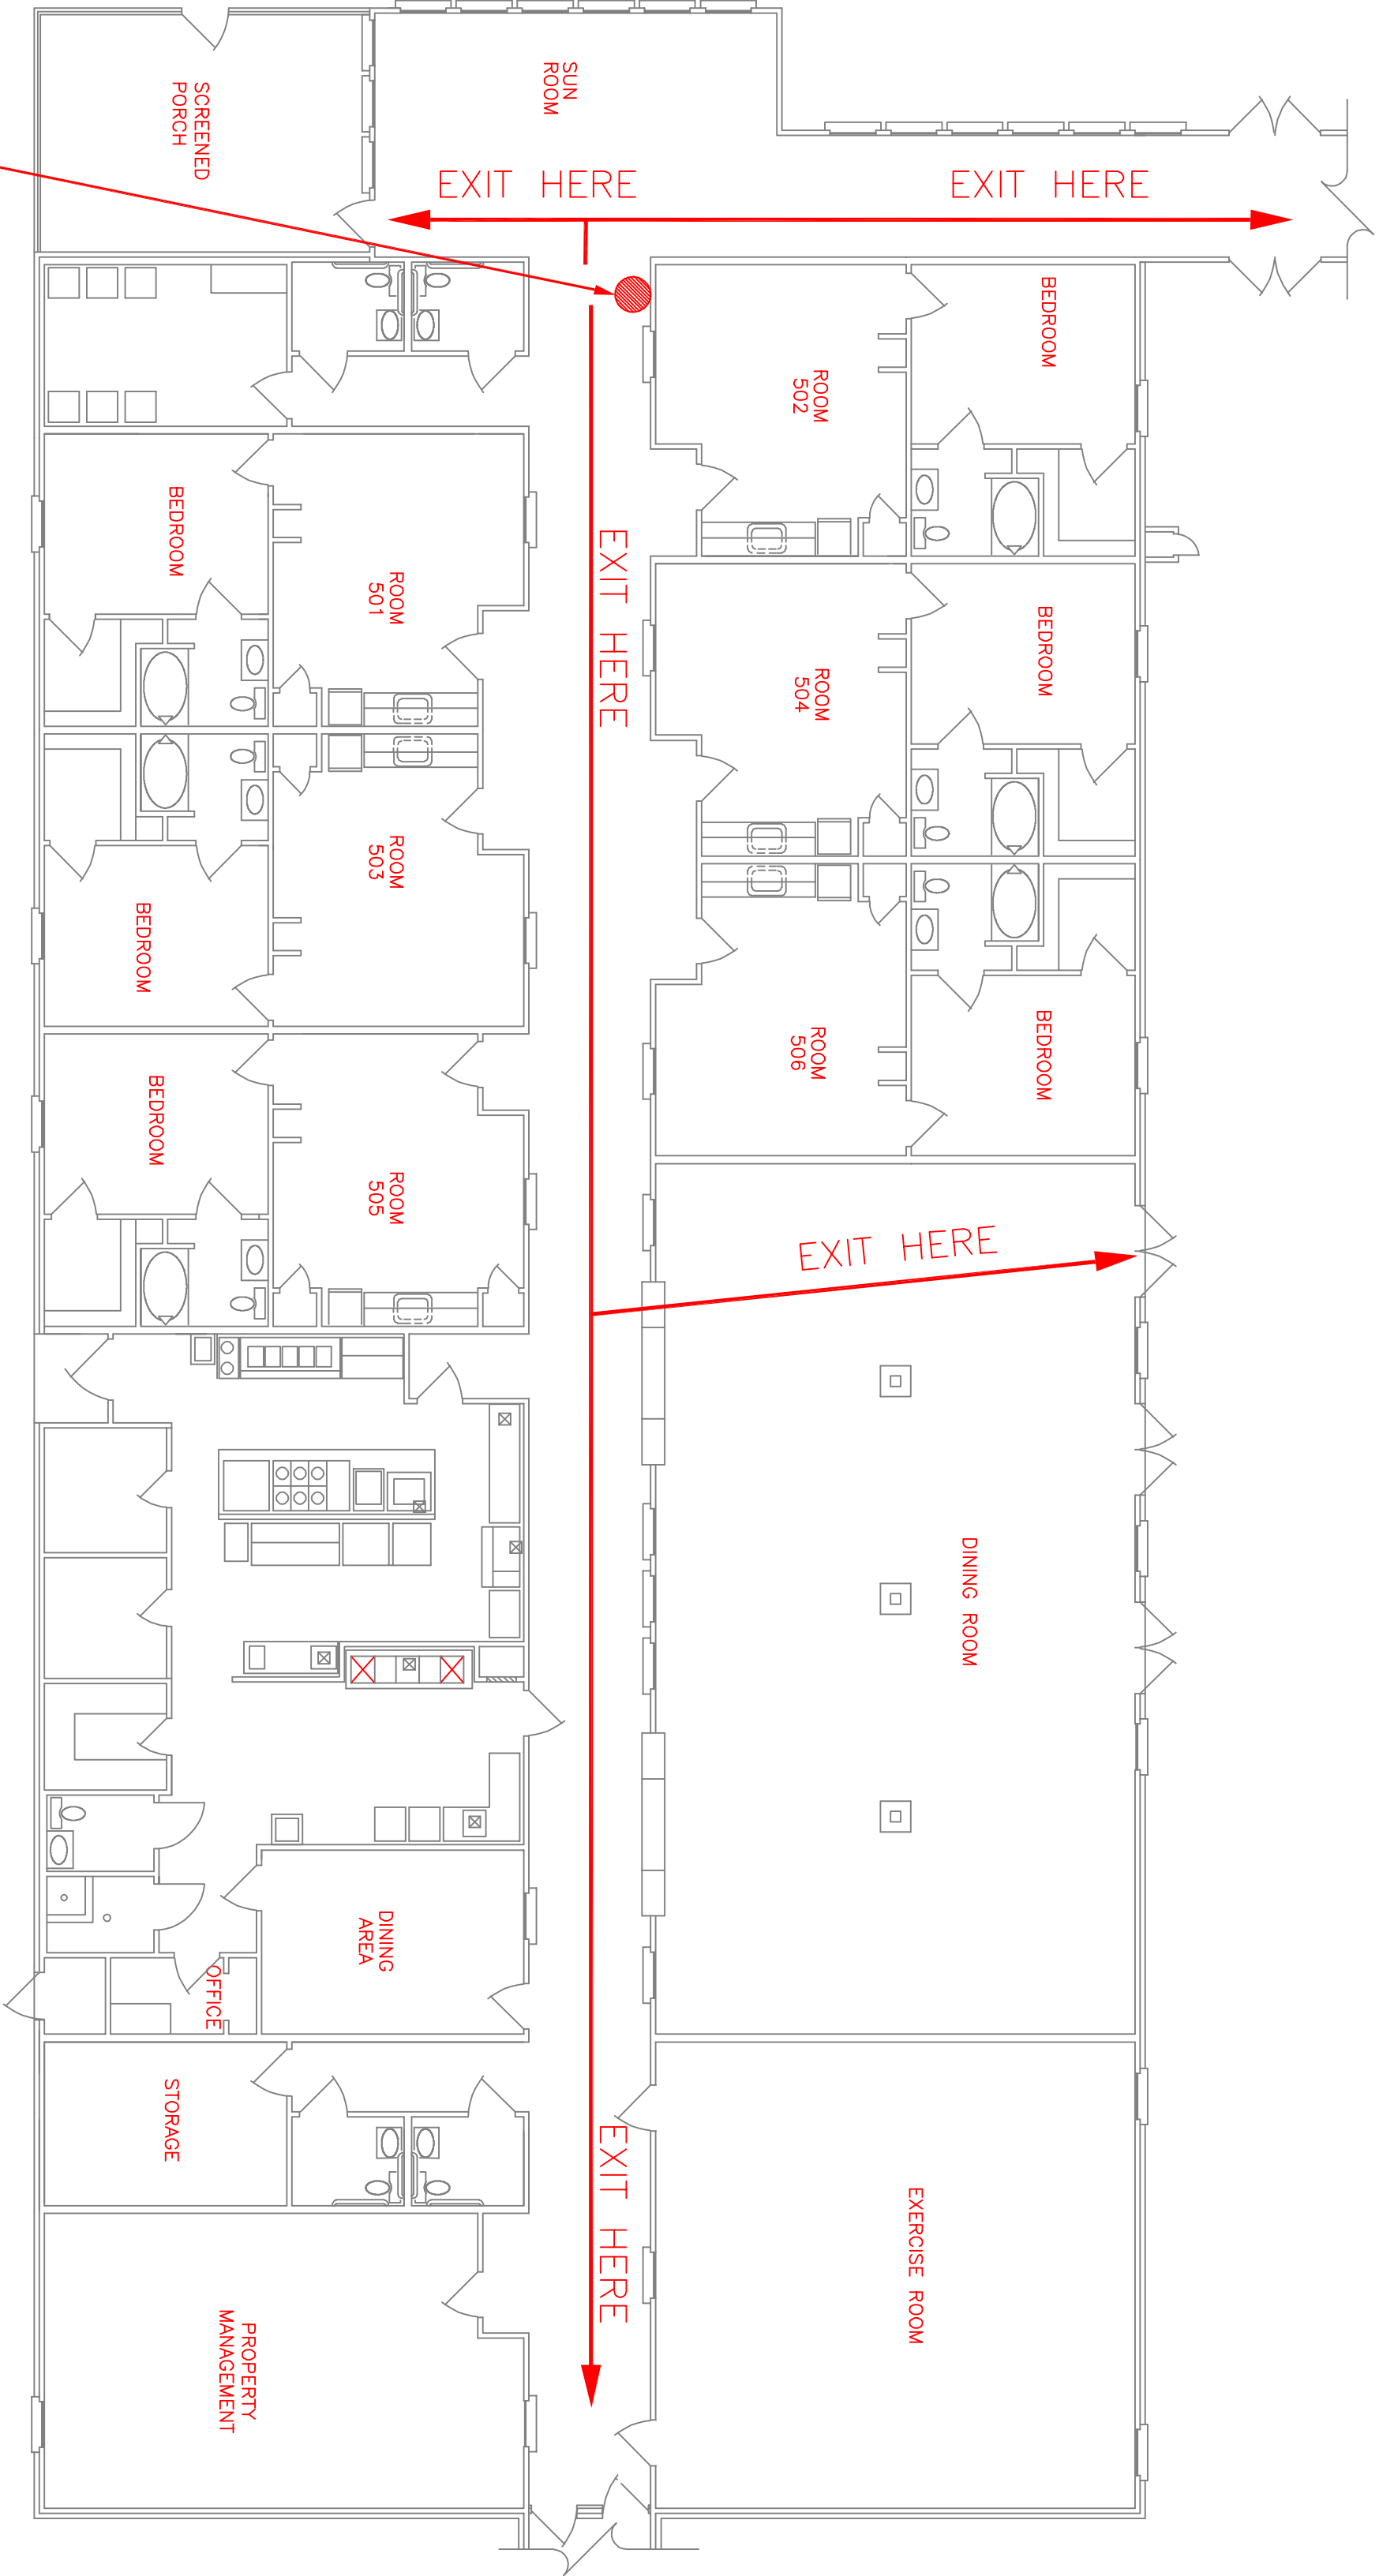 SUN
ROOM
SCREENED
PORCH
EXIT HERE
EXIT HERE
BEDROOM
ROOM
502
BEDROOM
ROOM
501
EXIT HERE
BEDROOM
ROOM
504
ROOM
503
BEDROOM
BEDROOM
ROOM
506
BEDROOM
ROOM
505
EXIT HERE
DINING ROOM
DINING
AREA
OFFICE
STORAGE
EXIT HERE
EXERCISE ROOM
PROPERTY
MANAGEMENT